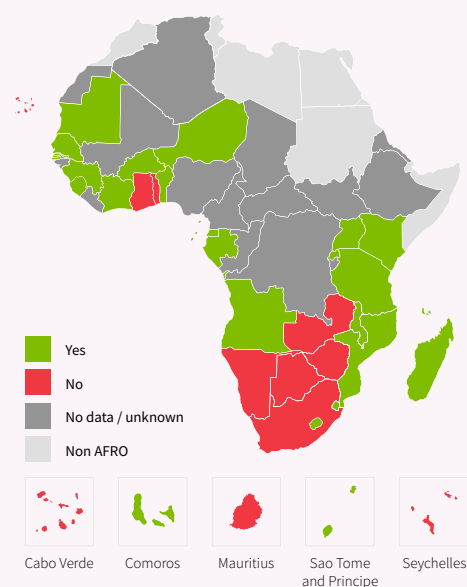 Yes
No
No data / unknown
Non AFRO
Cabo Verde
Comoros
Mauritius
Sao Tome
and Principe
Seychelles